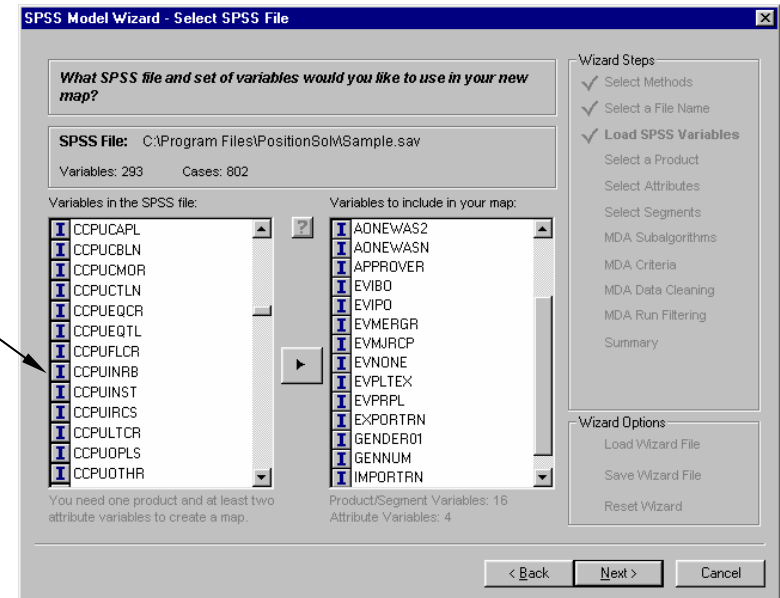 SPSS Model Wizard - Select SPSS File
What SPSS file and set of variables would you like to use in your new
map?
SPSS File: C:\Program Files\PositionSolM\Sample.sav
Variables: 293 Cases: 802
Variables in the SPSS file:
CCPUCAPL
CCPUCBLN
CCPUCMOR
CCPUCTLN
CCPUEQCR
CCPUEQTL
CCPUFLCR
CCPUINRB
CCPUINST
CCPUIRCS
CCPULTCR
CCPUOPLS
CCPUOTHR
You need one product and at least two
attribute variables to create a map.
?
Variables to include in your map:
AONEWAS2
AONEWASN
APPROVER
EVIBO
EVIPO
EVMERGR
EVMJRCP
EVNONE
EVPLTEX
EVPRPL
EXPORTRN
GENDER01
GENNUM
IMPORTRN
Product/Segment Variables: 16
Attribute Variables: 4
Wizard Steps
Select Methods
Select a File Name
Load SPSS Variables
Select a Product
Select Attributes
Select Segments
MDA Subalgorithms
MDA Criteria
MDA Data Cleaning
MDA Run Filtering
Summary
Wizard Options
Load Wizard File
Save Wizard File
Reset Wizard
< Back
Next >
Cancel